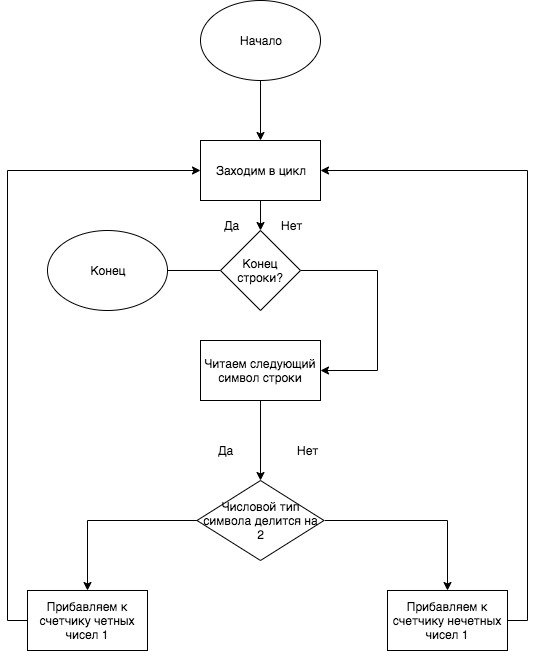 Начало
Заходим в цикл
Да
Нет
Конец
Конец
строки?
Читаем следующий
символ строки
Да
Нет
Числовой тип
символа делится на
2
Прибавляем к
счетчику четных
чисел 1
Прибавляем к
счетчику нечетных
чисел 1